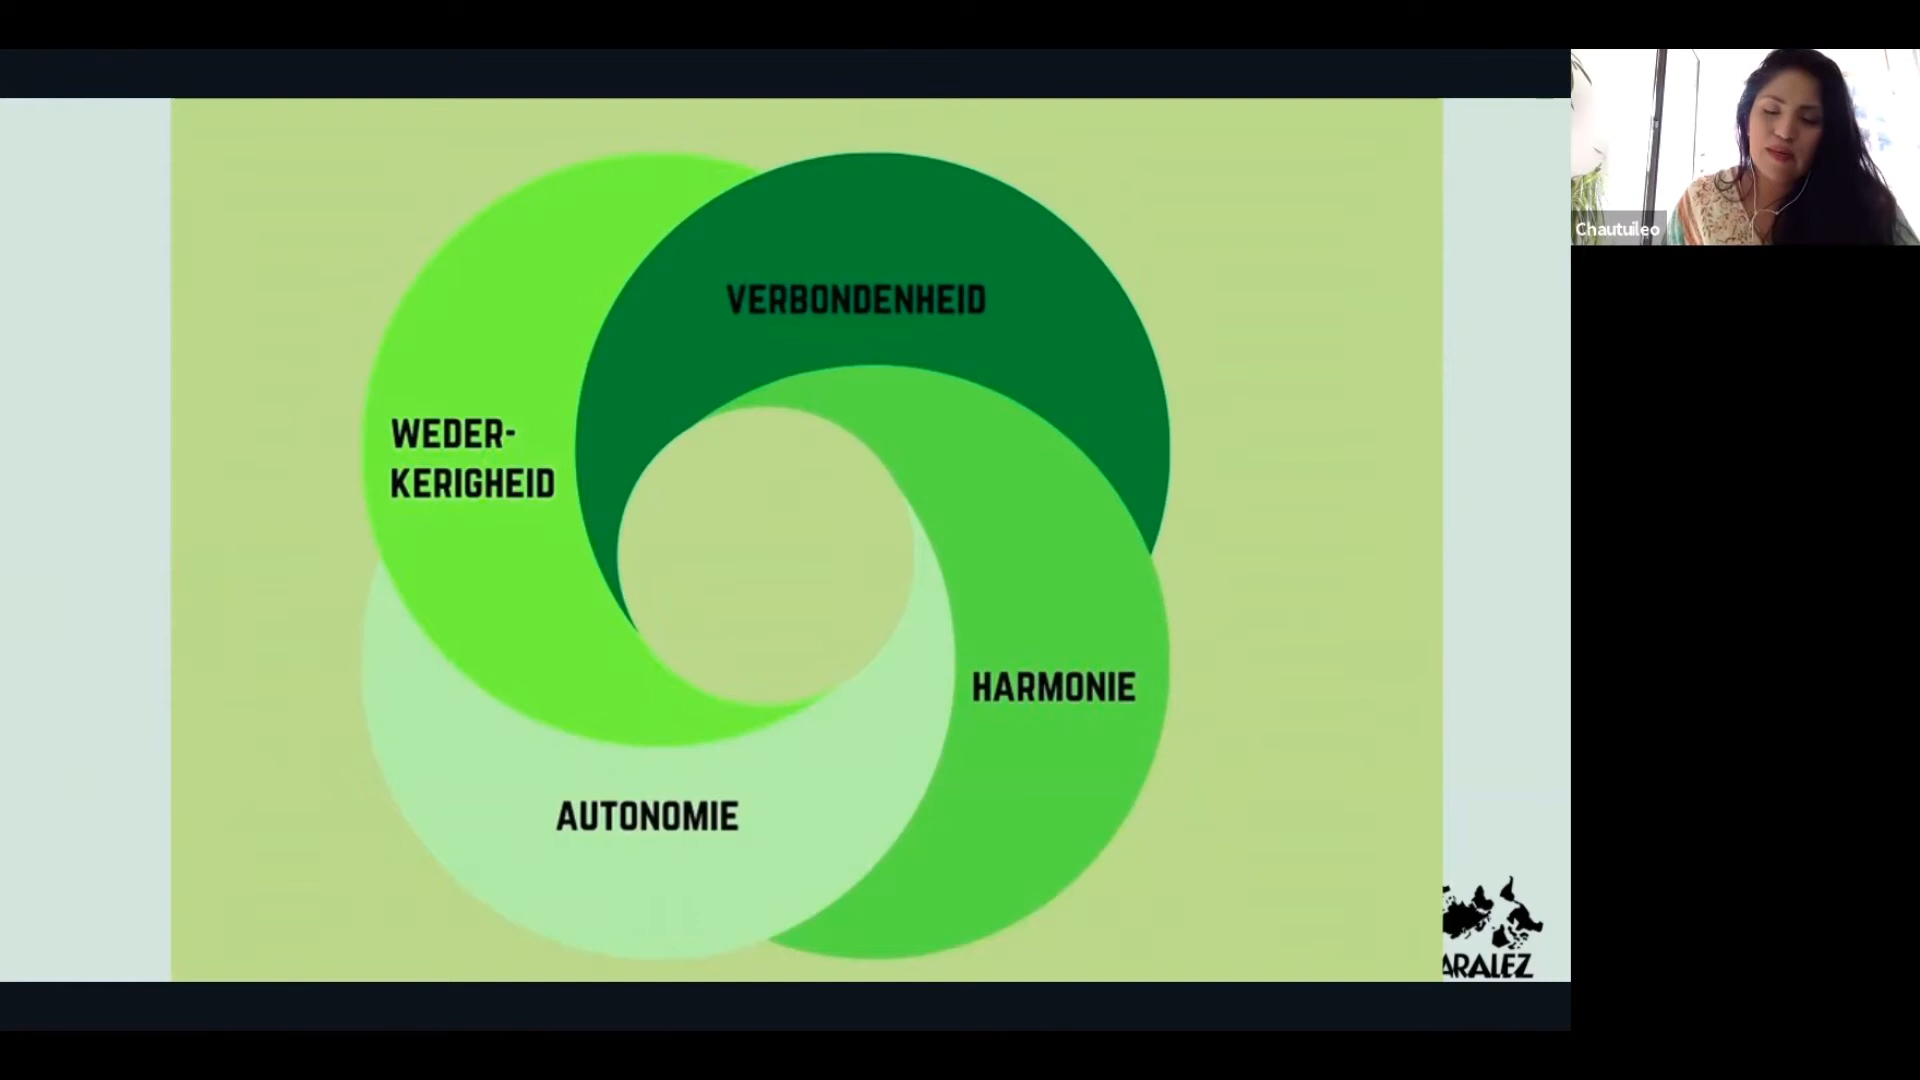 Chautuileo
VERBONDENHEID
WEDER-
KERIGHEID
HARMONIE
AUTONOMIE
ARALEZ